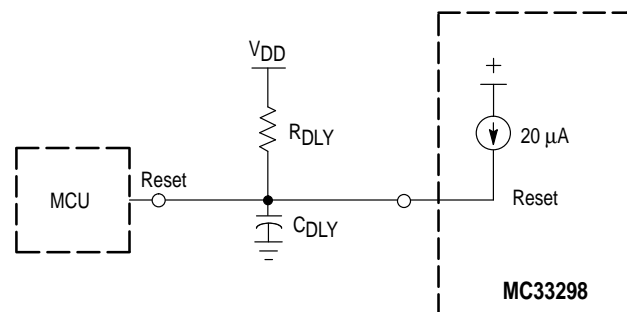 VDD
+
RDLY
20 μA
MCU
Reset
Reset
CDLY
MC33298